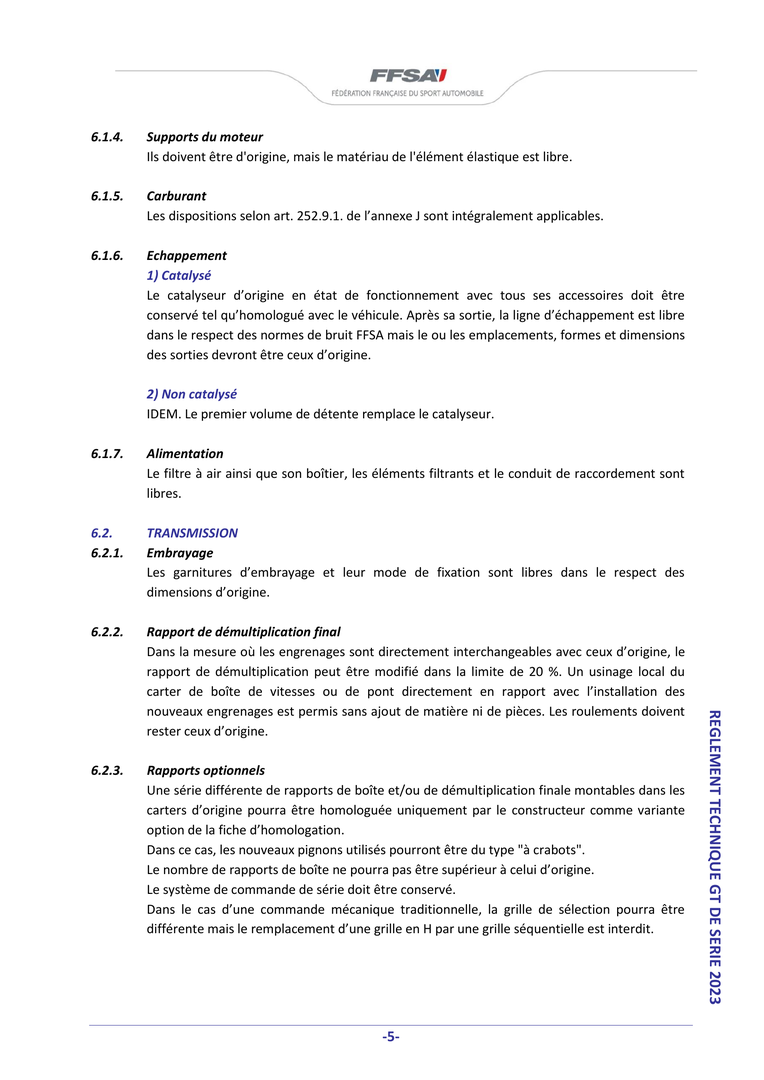 FFSA
FÉDÉRATION FRANÇAISE DU SPORT AUTOMOBILE
6.1.4. Supports du moteur
Ils doivent être d'origine, mais le matériau de l'élément élastique est libre.
6.1.5. Carburant
Les dispositions selon art. 252.9.1. de l’annexe J sont intégralement applicables.
6.1.6. Echappement
1) Catalysé
Le catalyseur d’origine en état de fonctionnement avec tous ses accessoires doit être
conservé tel qu’homologué avec le véhicule. Après sa sortie, la ligne d’échappement est libre
dans le respect des normes de bruit FFSA mais le ou les emplacements, formes et dimensions
des sorties devront être ceux d’origine.
2) Non catalysé
IDEM. Le premier volume de détente remplace le catalyseur.
6.1.7. Alimentation
Le filtre à air ainsi que son boîtier, les éléments filtrants et le conduit de raccordement sont
libres.
6.2. TRANSMISSION
6.2.1. Embrayage
Les garnitures d’embrayage et leur mode de fixation sont libres dans le respect des
dimensions d’origine.
6.2.2. Rapport de démultiplication final
Dans la mesure où les engrenages sont directement interchangeables avec ceux d’origine, le
rapport de démultiplication peut être modifié dans la limite de 20 %. Un usinage local du
carter de boîte de vitesses ou de pont directement en rapport avec l’installation des
nouveaux engrenages est permis sans ajout de matière ni de pièces. Les roulements doivent
rester ceux d’origine.
6.2.3. Rapports optionnels
Une série différente de rapports de boîte et/ou de démultiplication finale montables dans les
carters d’origine pourra être homologuée uniquement par le constructeur comme variante
option de la fiche d’homologation.
Dans ce cas, les nouveaux pignons utilisés pourront être du type "à crabots".
Le nombre de rapports de boîte ne pourra pas être supérieur à celui d’origine.
Le système de commande de série doit être conservé.
Dans le cas d’une commande mécanique traditionnelle, la grille de sélection pourra être
différente mais le remplacement d’une grille en H par une grille séquentielle est interdit.
REGLEMENT TECHNIQUE GT DE SERIE 2023
-5-